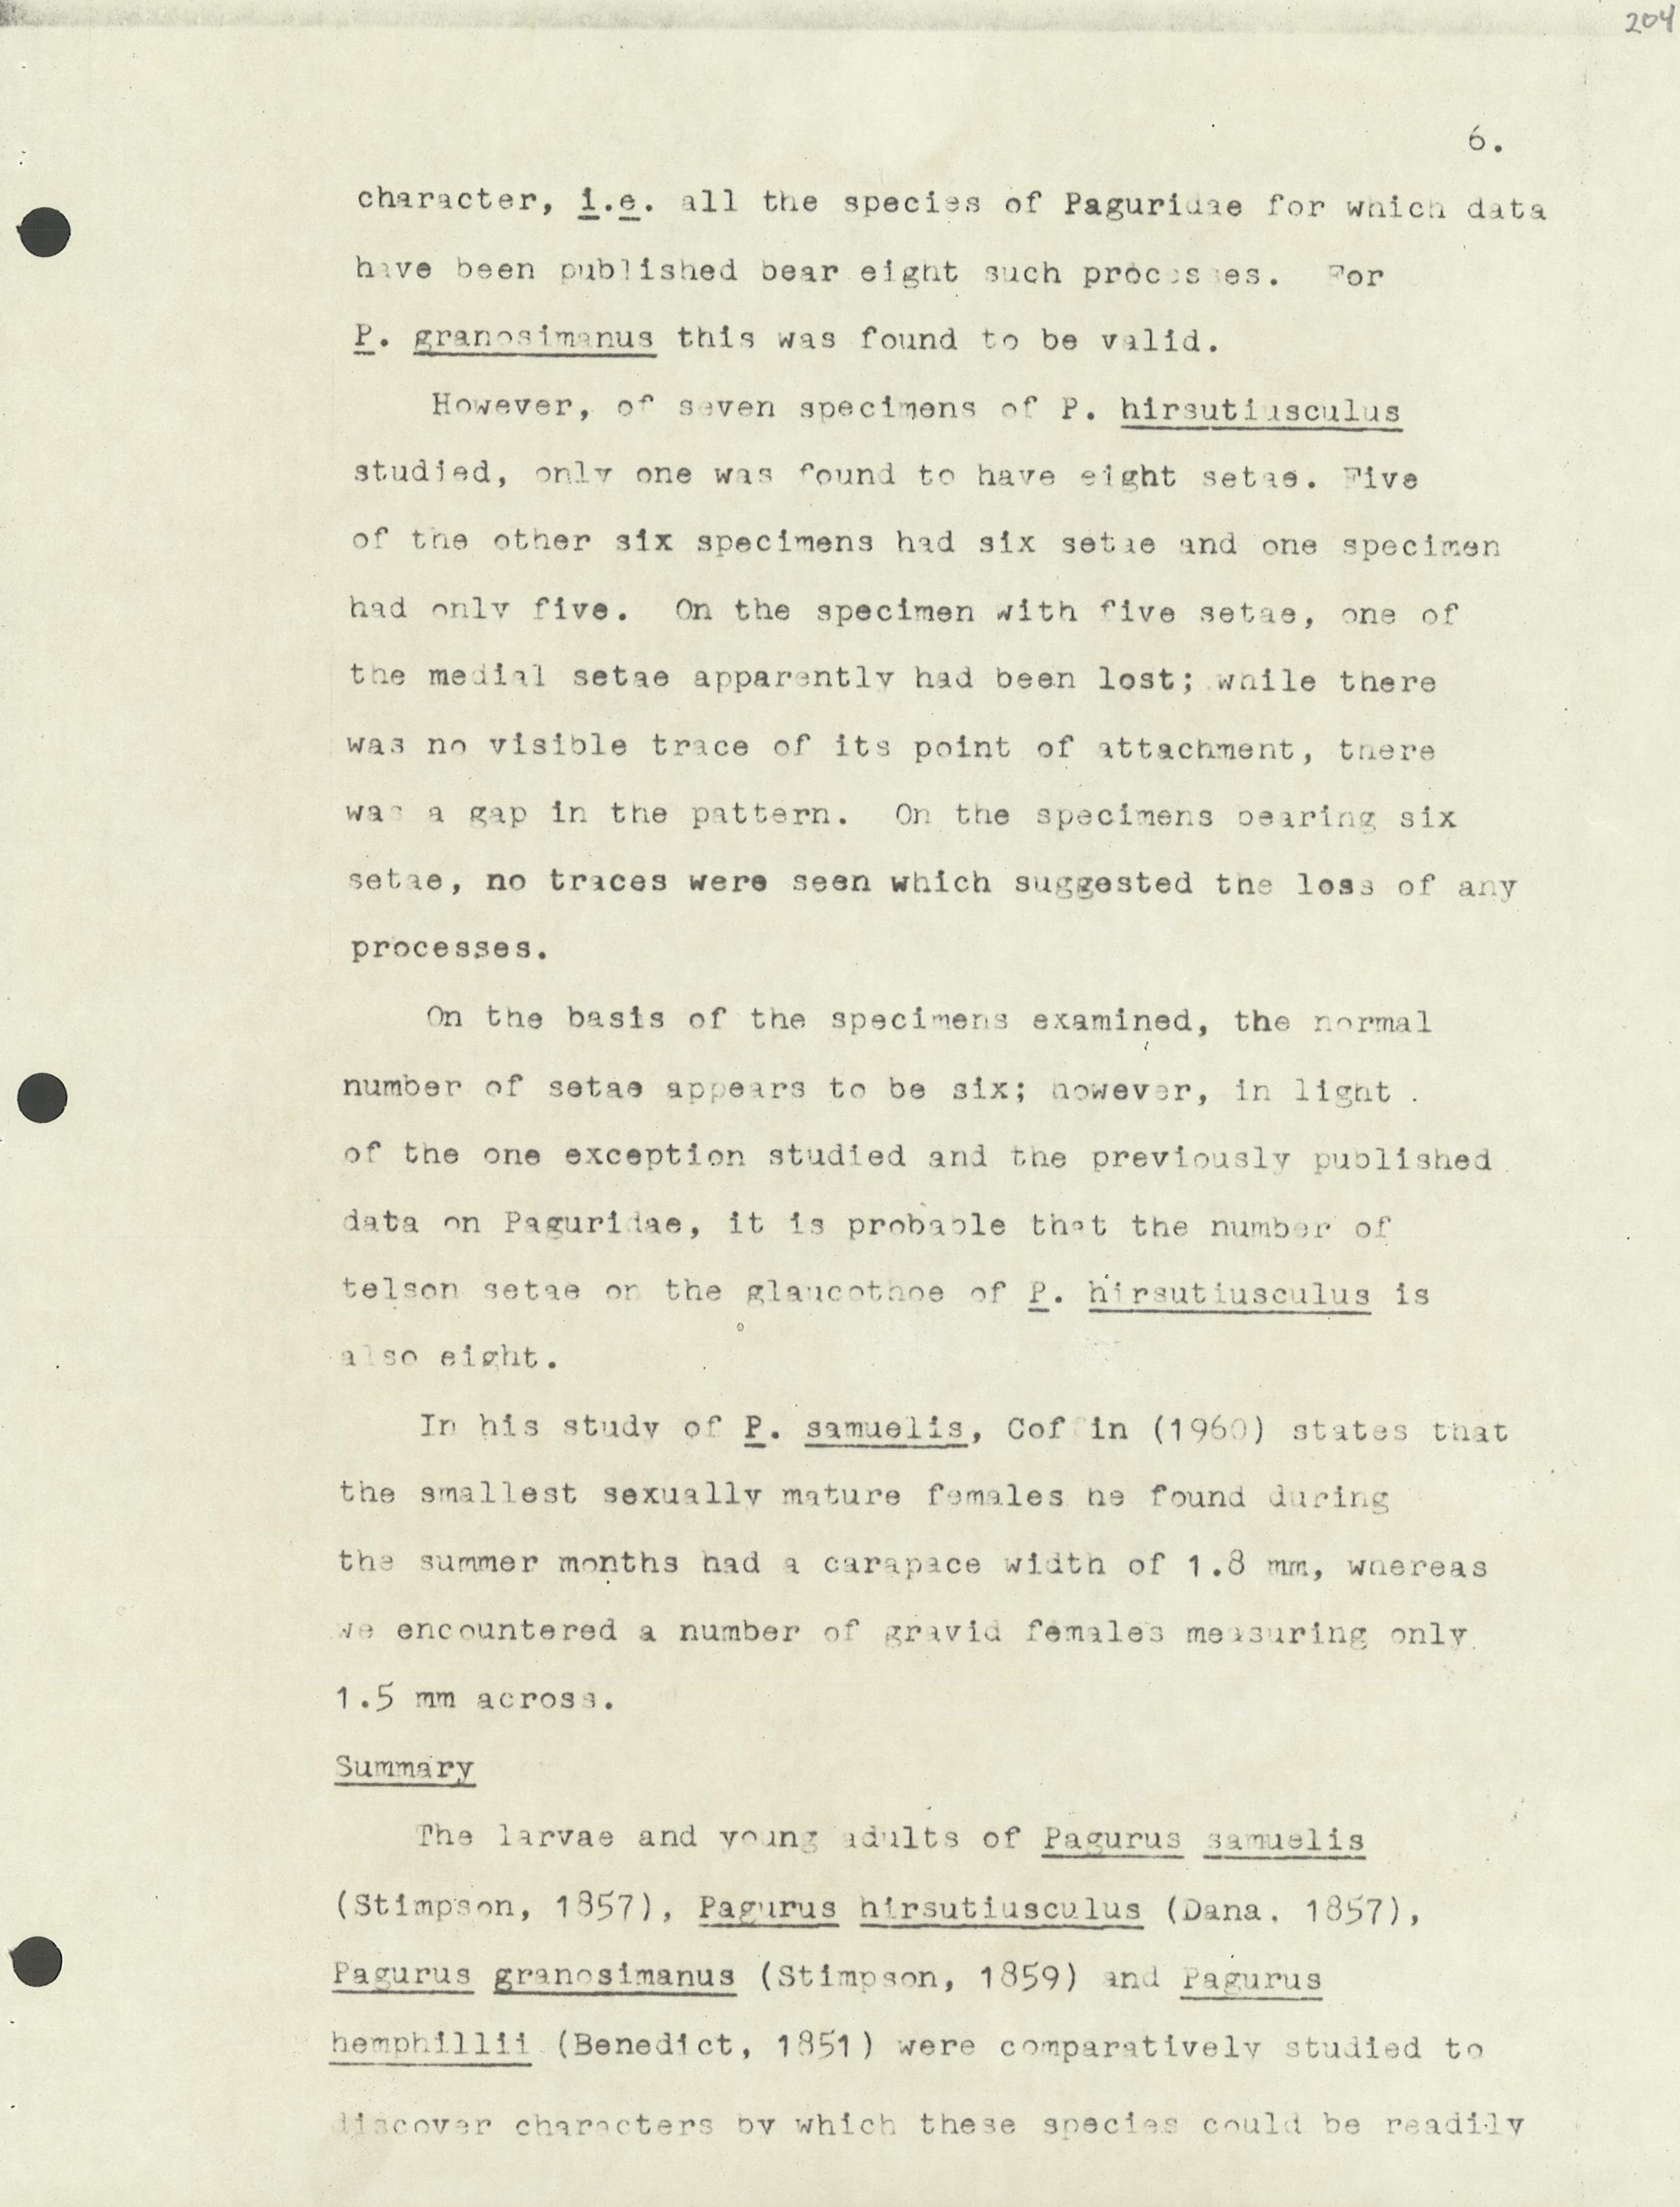 204
6.
character, i.e. all the species of Paguridae for which data
have been published bear eight such processes. For
P. granosimanus this was found to be valid.
However, of seven specimens of P. hirsutiusculus
studied, only one was found to have eight setae. Five
of the other six specimens had six setae and one specimen
had only five. On the specimen with five setae, one of
the medial setae apparently had been lost; while there
was no visible trace of its point of attachment, there
was a gap in the pattern. On the specimens bearing six
setae, no traces were seen which suggested the loss of any
processes.
On the basis of the specimens examined, the normal
number of setae appears to be six; however, in light
of the one exception studied and the previously published
data on Paguridae, it is probable that the number of
telson setae on the glaucothoe of P. hirsutiusculus is
also eight.
In his study of P. samuelis, Coffin (1960) states that
the smallest sexually mature females he found during
the summer months had a carapace width of 1.8 mm, whereas
we encountered a number of gravid females measuring only
1.5 mm across.
Summary
The larvae and young adults of Pagurus samuelis
(Stimpson, 1857), Pagurus hirsutiusculus (Dana. 1857),
Pagurus granosimanus (Stimpson, 1859) and Pagurus
hemphillii (Benedict, 1851) were comparatively studied to
discover characters by which these species could be readily